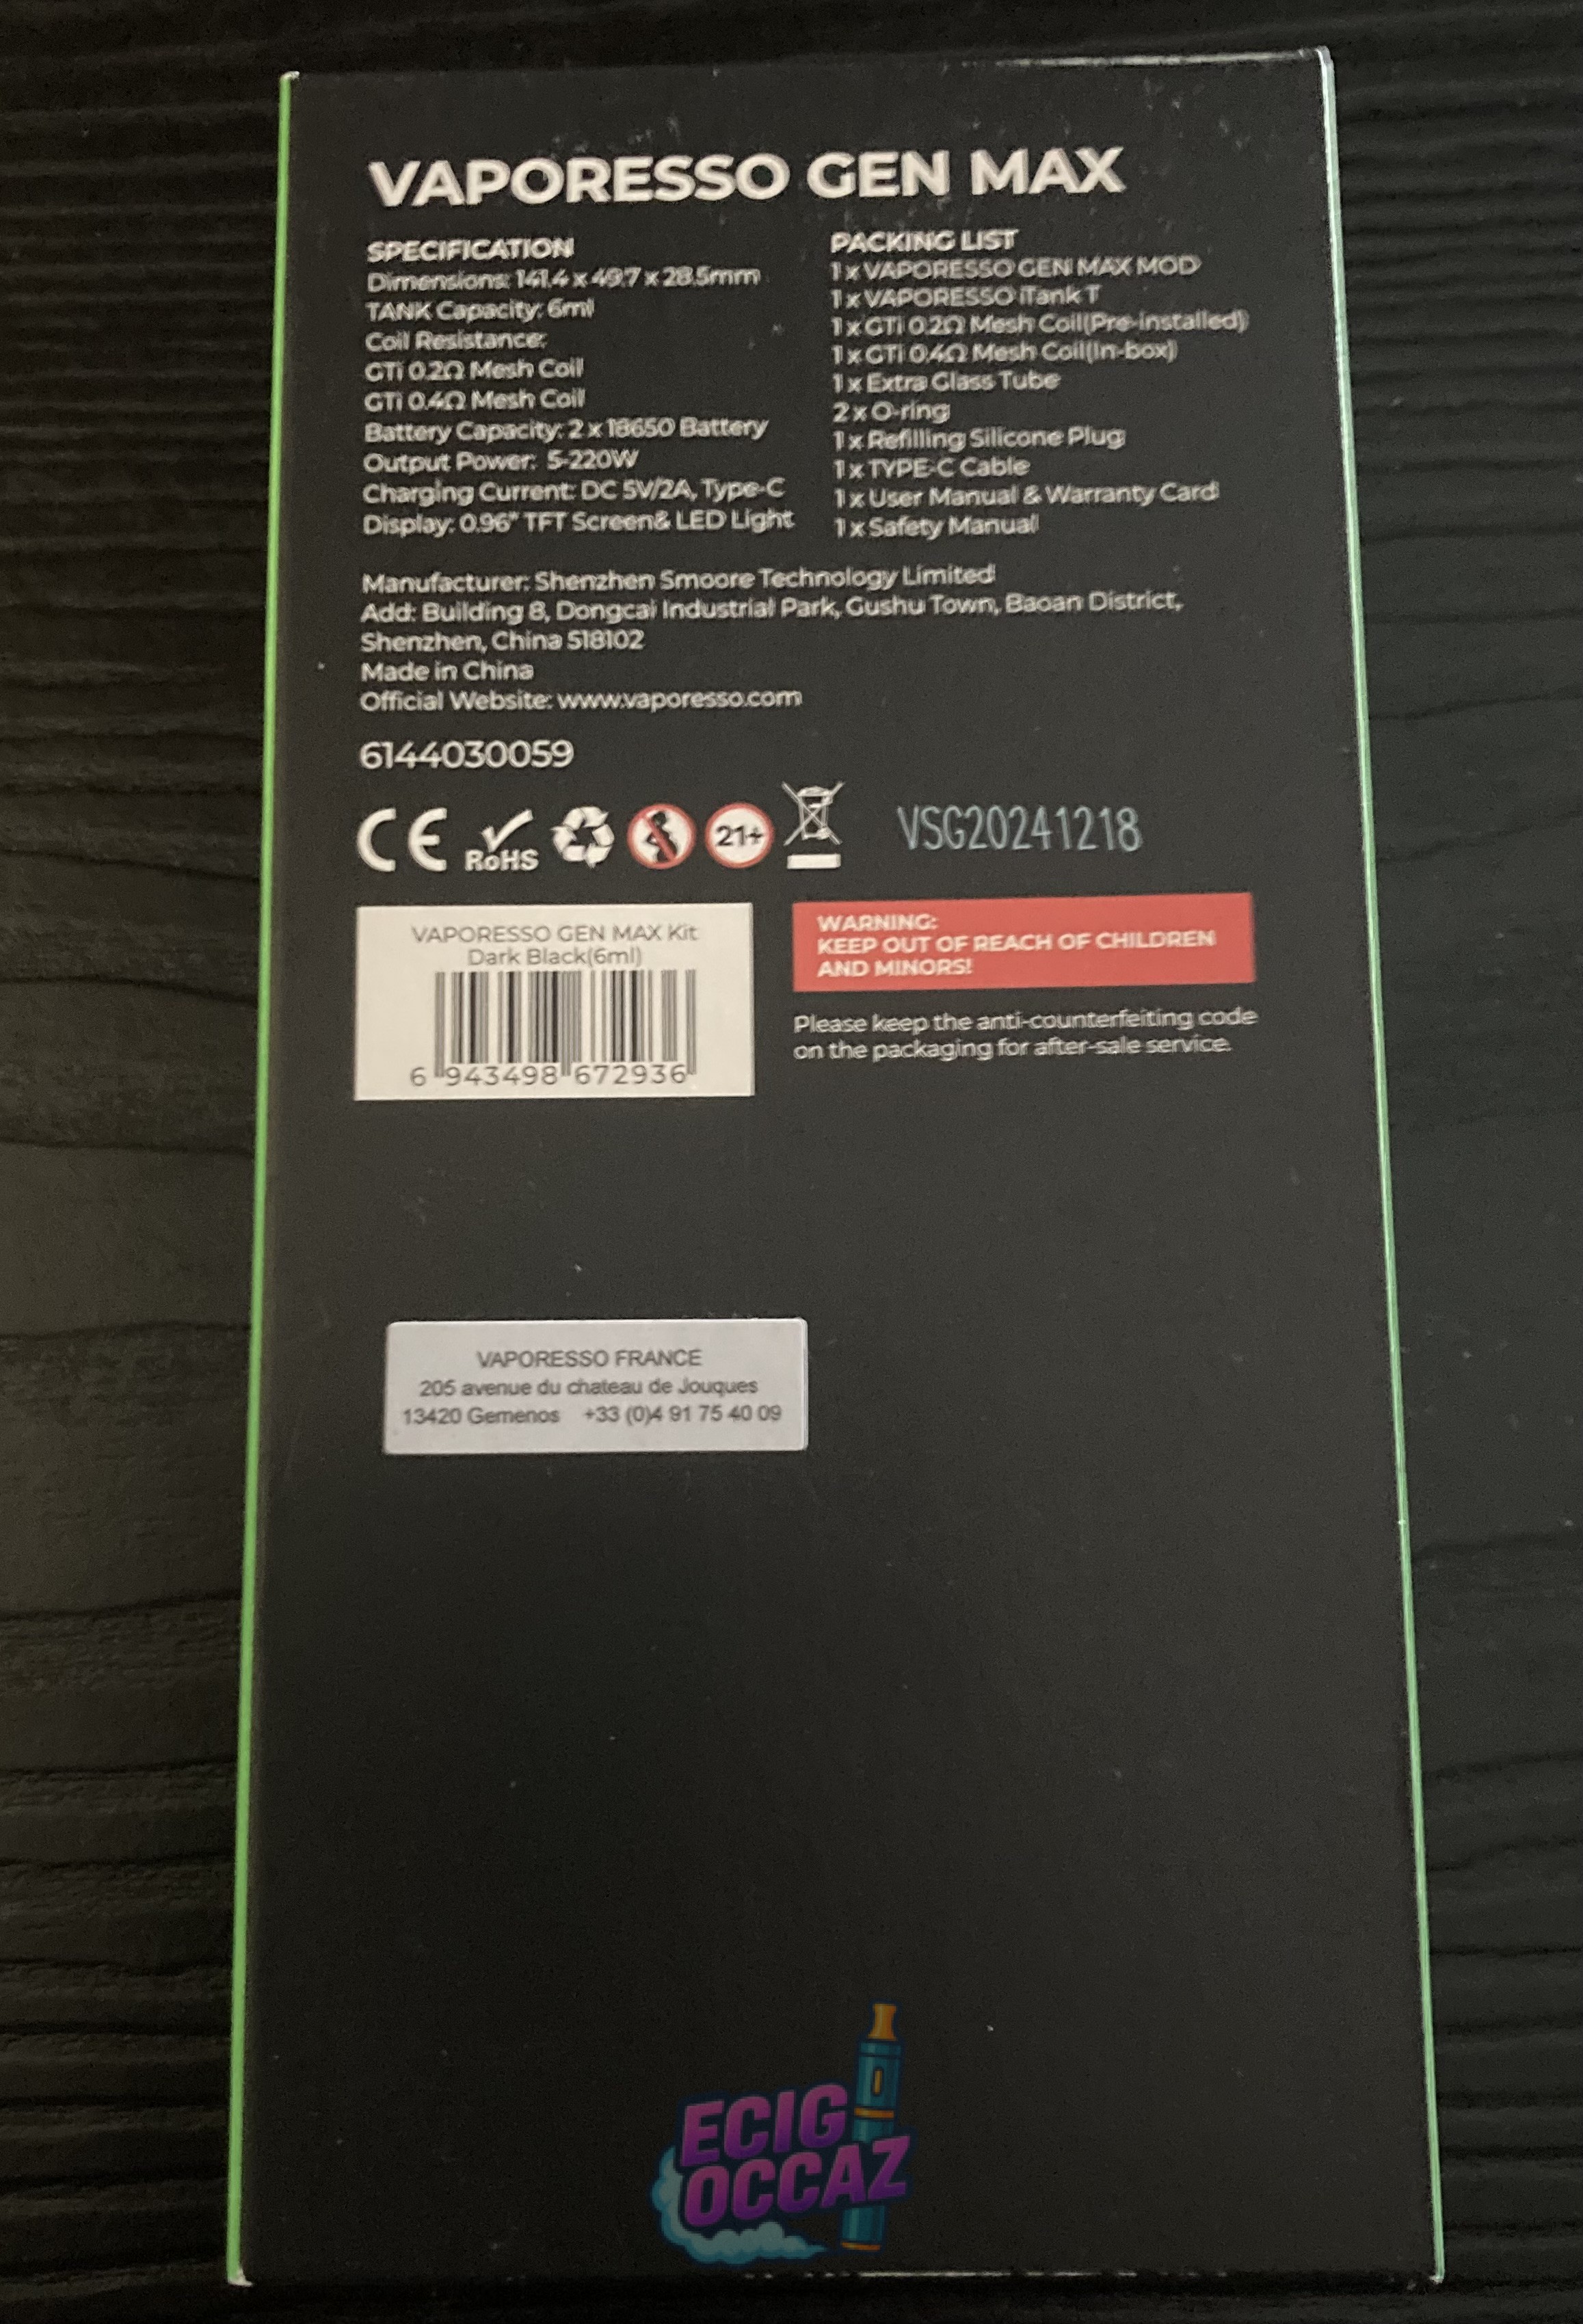 VAPORESSO GEN MAX
SPECIFICATION
Dimensions: 141.4 x 49.7 x 28.5mm
TANK Capacity: 6ml
Coil Resistance:
GTi 0.2Ω Mesh Coil
GTi 0.4Ω Mesh Coil
Battery Capacity: 2 x 18650 Battery
Output Power: 5-220W
Charging Current: DC 5V/2A, Type-C
Display: 0.96" TFT Screen& LED Light
PACKING LIST
1 x VAPORESSO GEN MAX MOD
1 x VAPORESSO iTank T
1 x GTi 0.2Ω Mesh Coil(Pre-installed)
1 x GTi 0.4Ω Mesh Coil(In-box)
1 x Extra Glass Tube
2 x O-ring
1 x Refilling Silicone Plug
1 x TYPE-C Cable
1 x User Manual & Warranty Card
1 x Safety Manual
Manufacturer: Shenzhen Smoore Technology Limited
Add: Building 8, Dongcai Industrial Park, Gushu Town, Baoan District,
Shenzhen, China 518102
Made in China
Official Website: www.vaporesso.com
6144030059
CE RoHS 21+ VSG20241218
VAPORESSO GEN MAX Kit
Dark Black(6ml)
6 943498 672936
WARNING:
KEEP OUT OF REACH OF CHILDREN
AND MINORS!
Please keep the anti-counterfeiting code
on the packaging for after-sale service.
VAPORESSO FRANCE
205 avenue du chateau de Jouques
13420 Gemenos +33 (0)4 91 75 40 09
ECIG
OCCAZ